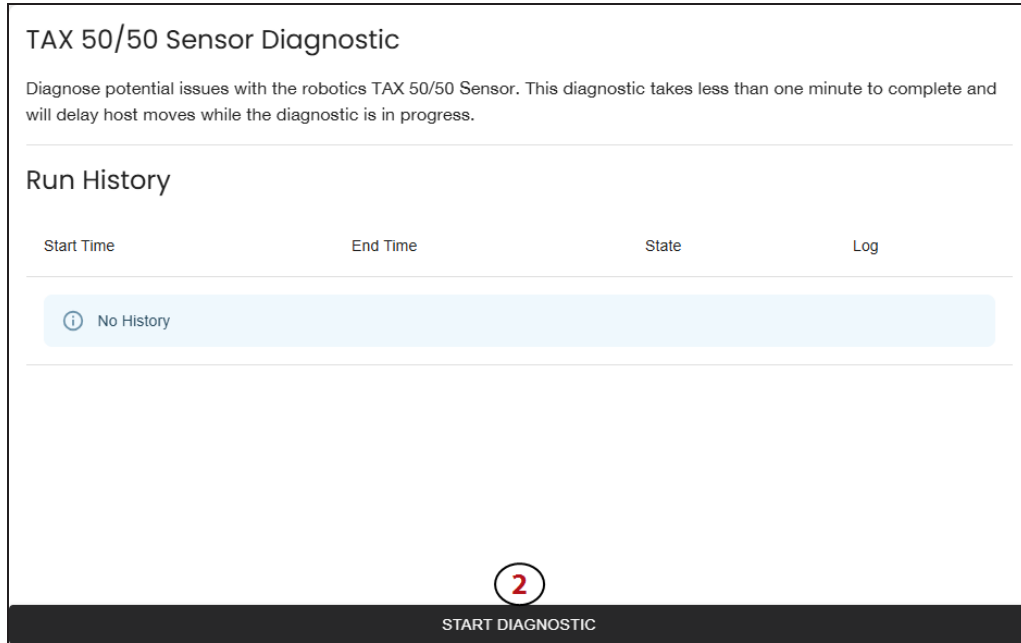 TAX 50/50 Sensor Diagnostic
Diagnose potential issues with the robotics TAX 50/50 Sensor. This diagnostic takes less than one minute to complete and
will delay host moves while the diagnostic is in progress.
Run History
Start Time End Time State Log
No History
2
START DIAGNOSTIC